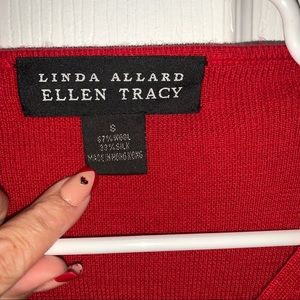 LINDA ALLARD
ELLEN TRACY
S
67% WOOL
33% SILK
MADE IN HONG KONG